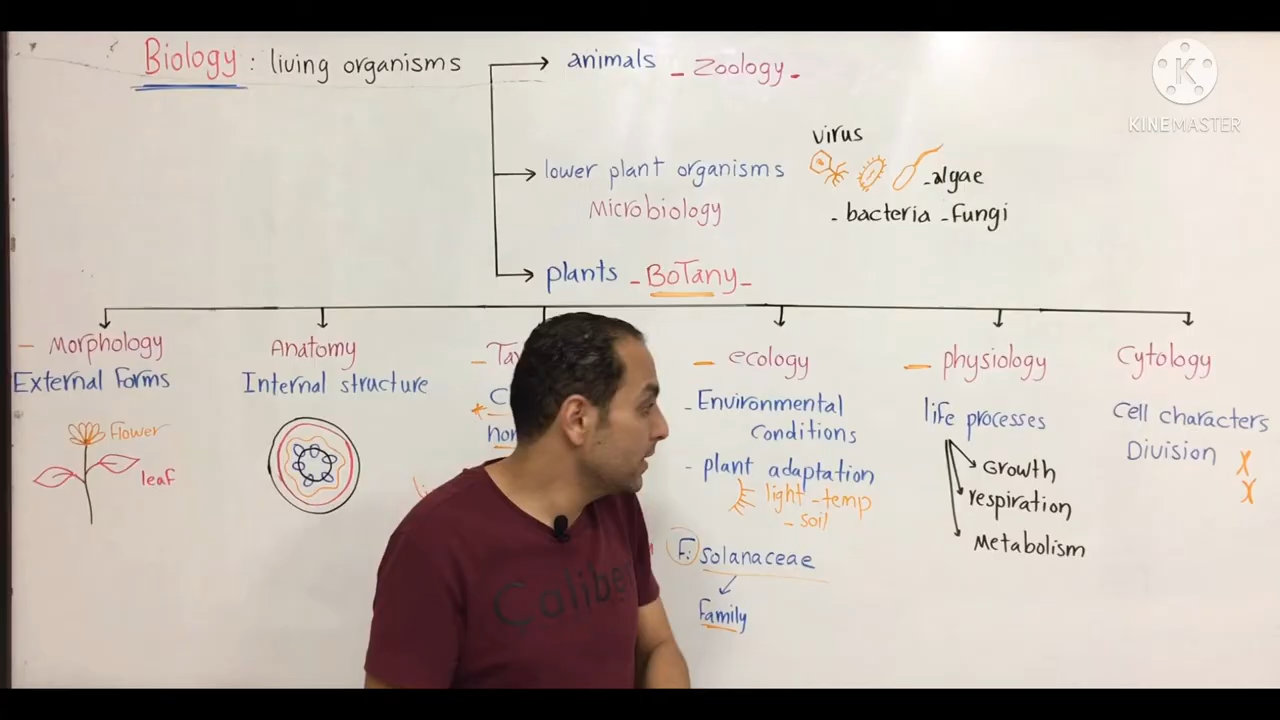 Biology : living organisms
animals - Zoology -
KINEMASTER
virus
lower plant organisms
- algae
Microbiology
- bacteria - Fungi
plants - BoTany -
- Morphology
External Forms
Flower
leaf
Anatomy
Internal structure
- ecology
- Environmental
Conditions
- plant adaptation
light - temp
- soil
F: solanaceae
Family
- physiology
life processes
Growth
respiration
Metabolism
Cytology
Cell characters
Division